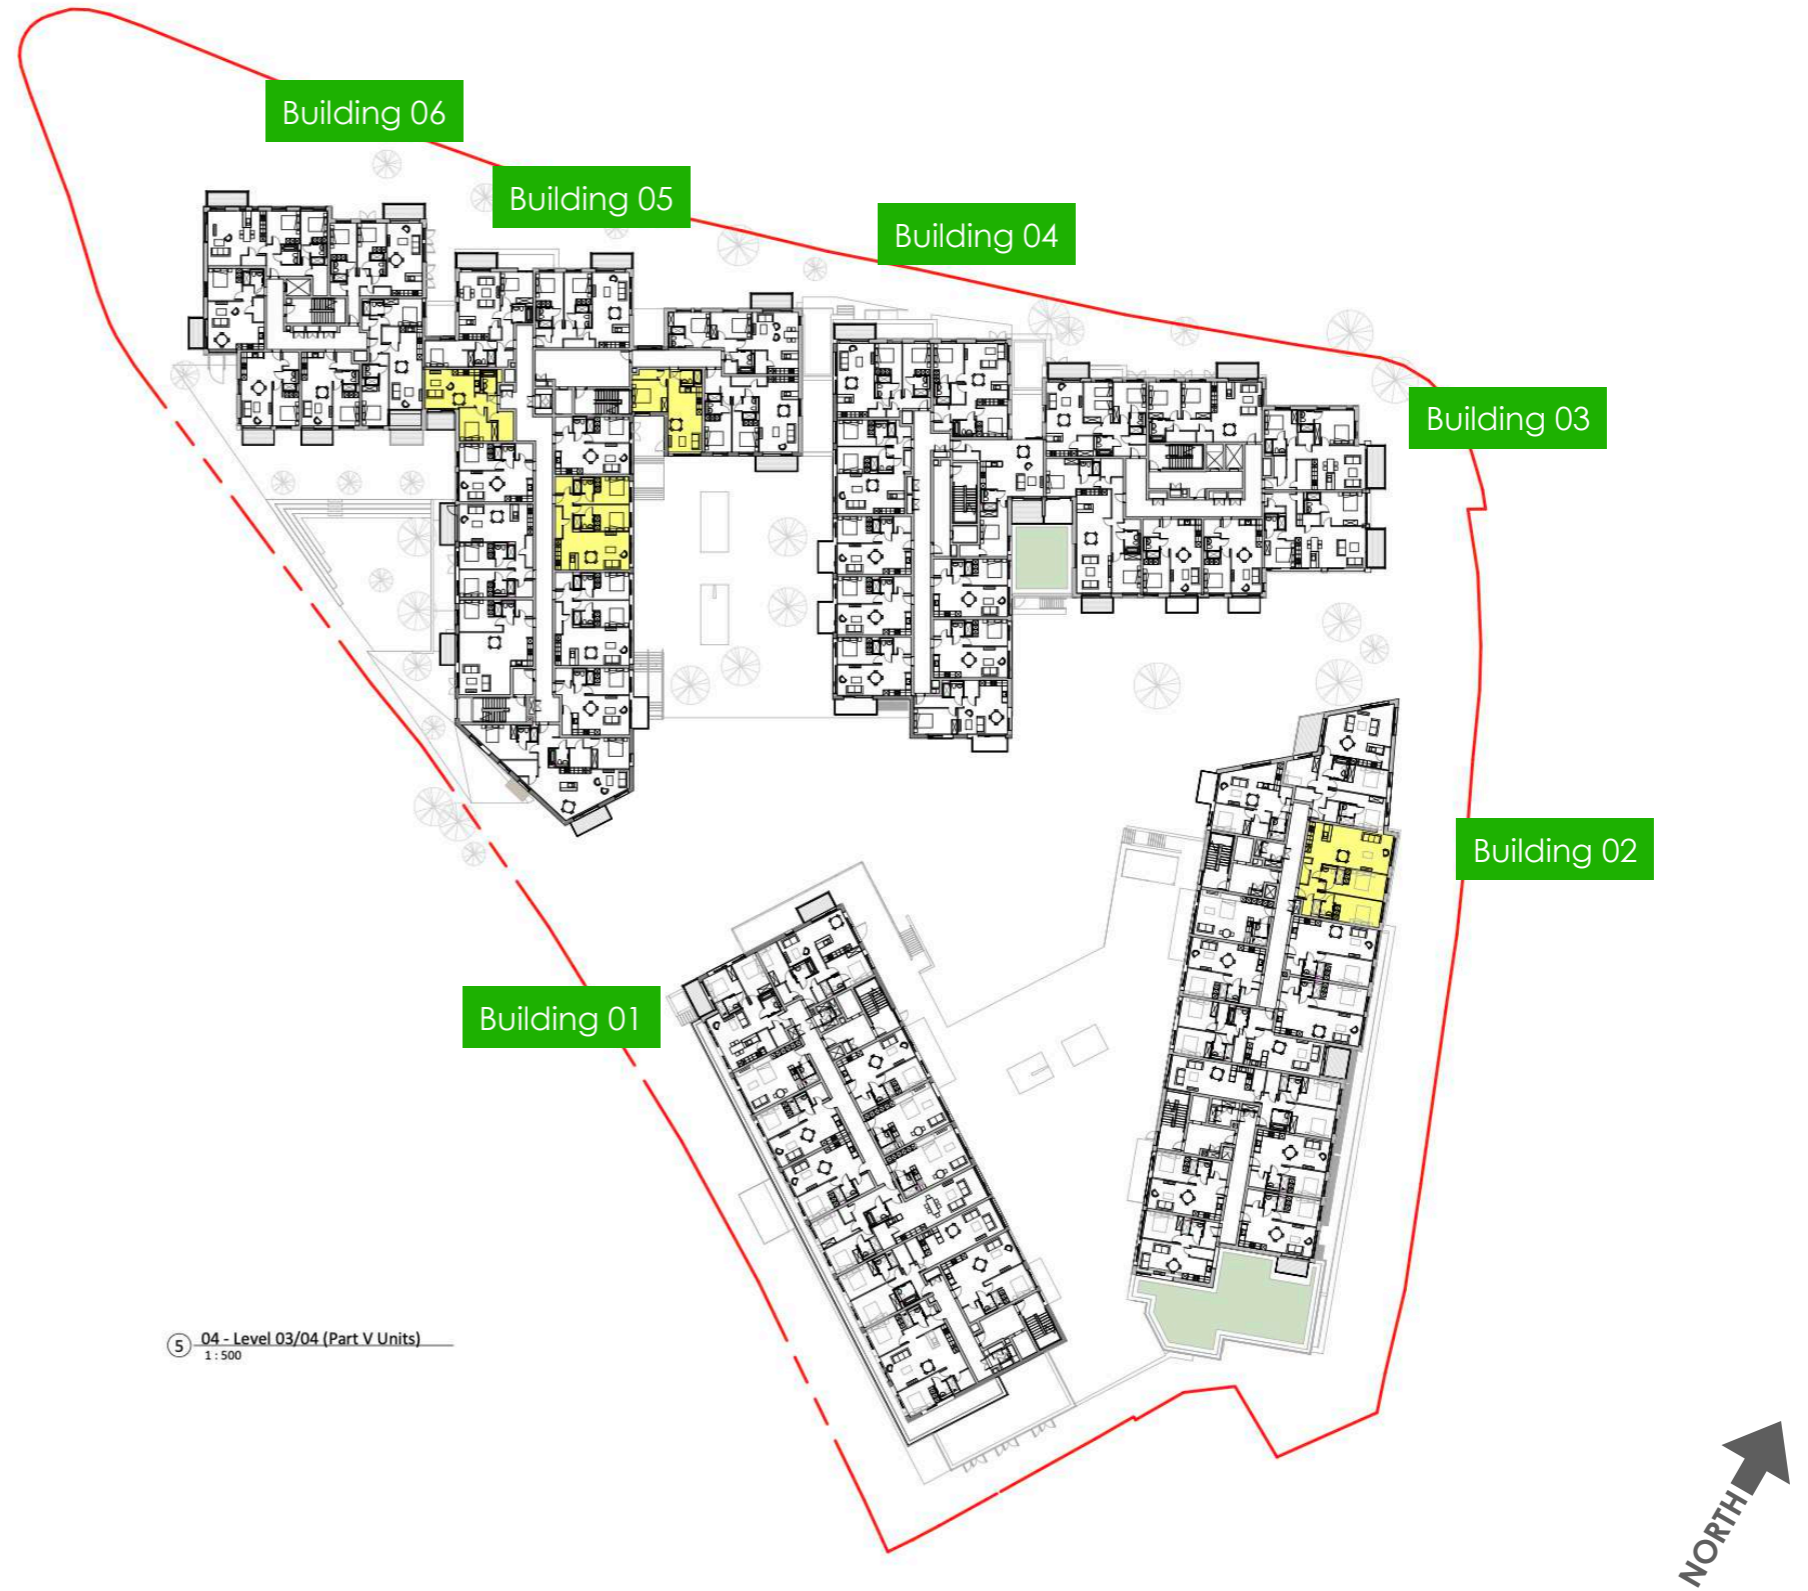 Building 06
Building 05
Building 04
Building 03
Building 02
Building 01
5 04 - Level 03/04 (Part V Units)
1 : 500
NORTH